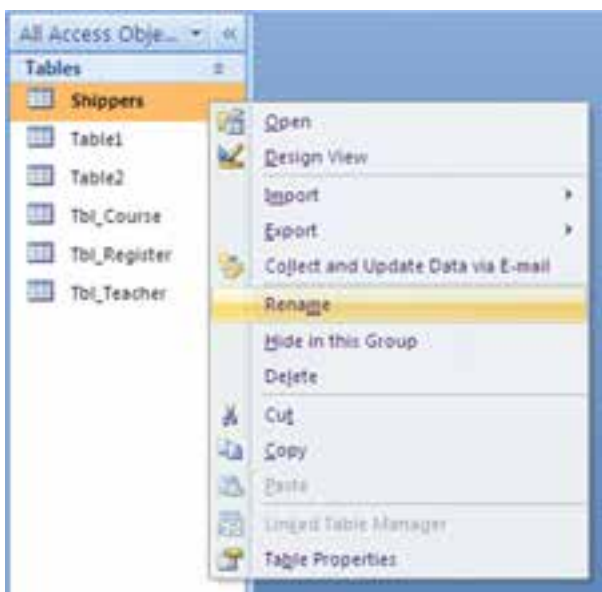 All Access Obje...
Tables
Shippers
Table1
Table2
Tbl_Course
Tbl_Register
Tbl_Teacher
Open
Design View
Import
Export
Collect and Update Data via E-mail
Rename
Hide in this Group
Delete
Cut
Copy
Paste
Linked Table Manager
Table Properties